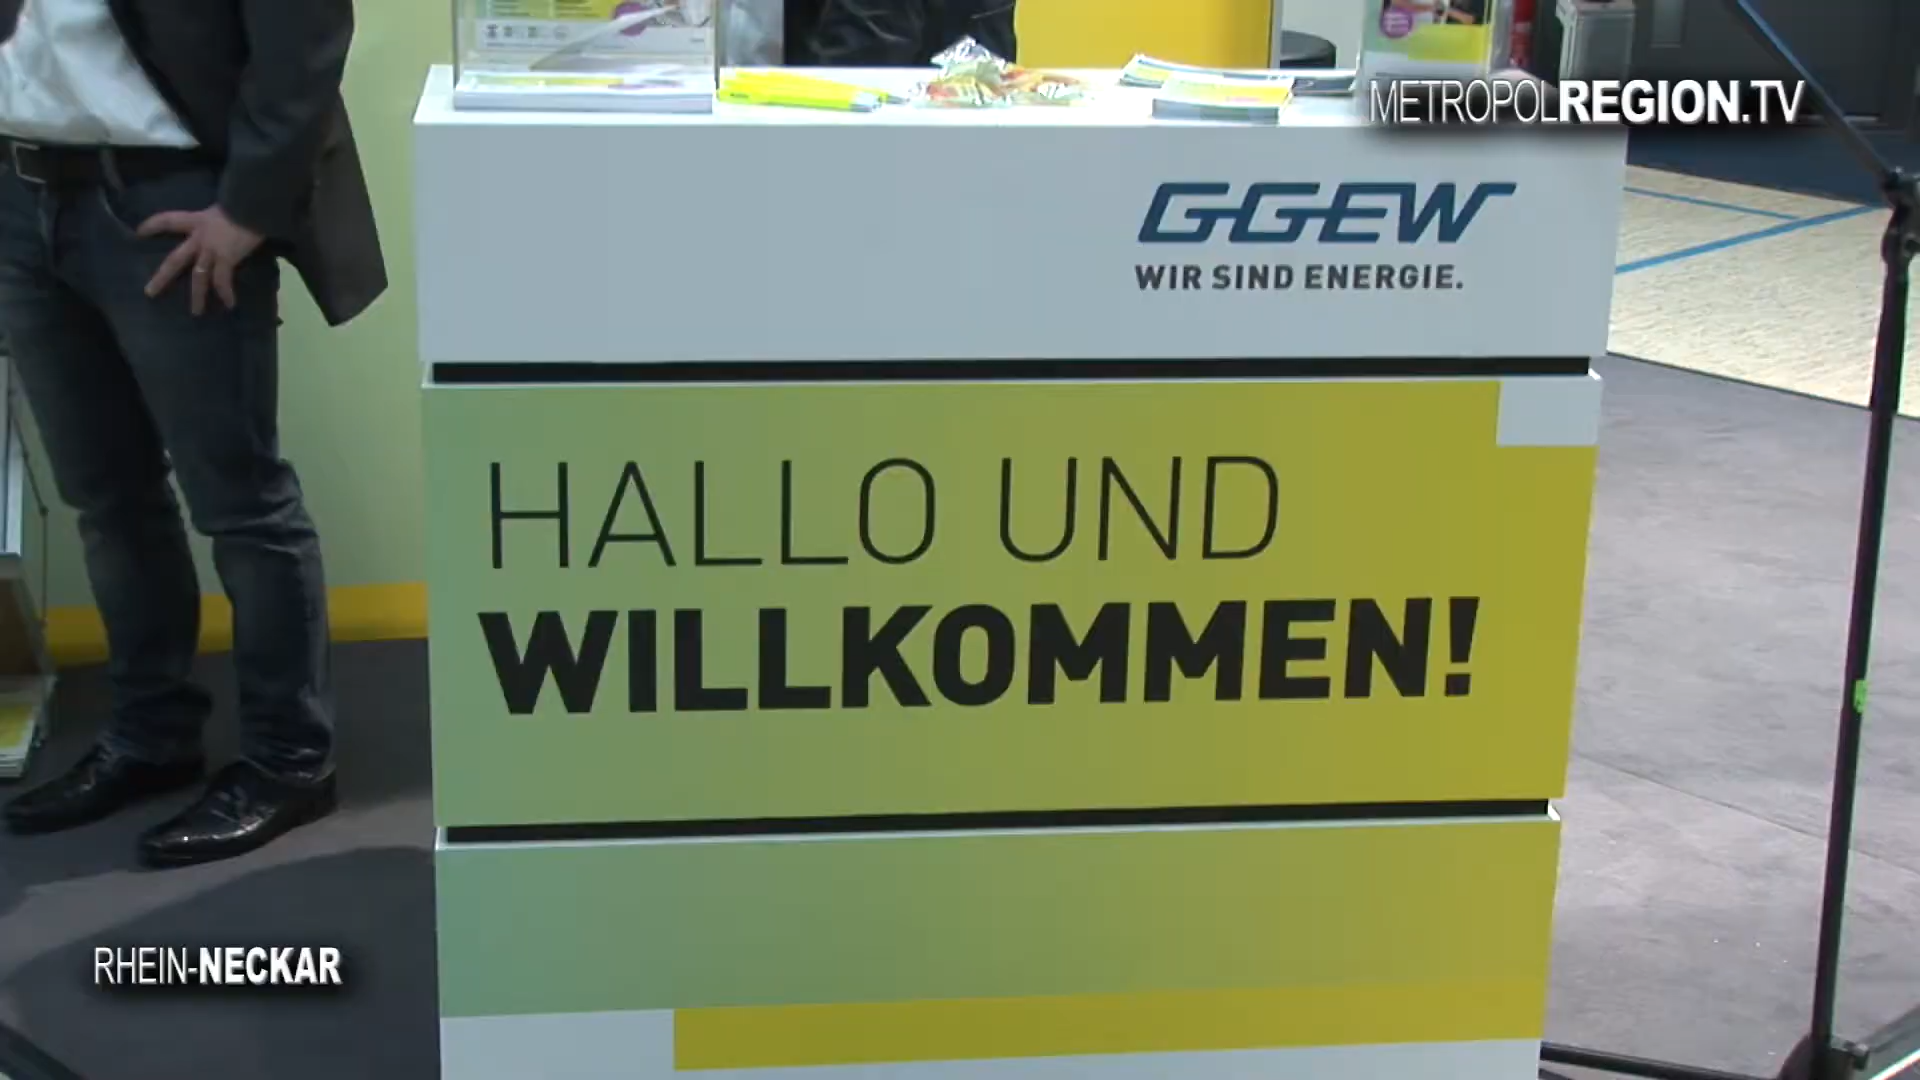 METROPOLREGION.TV
GGEW
WIR SIND ENERGIE.
HALLO UND
WILLKOMMEN!
RHEIN-NECKAR